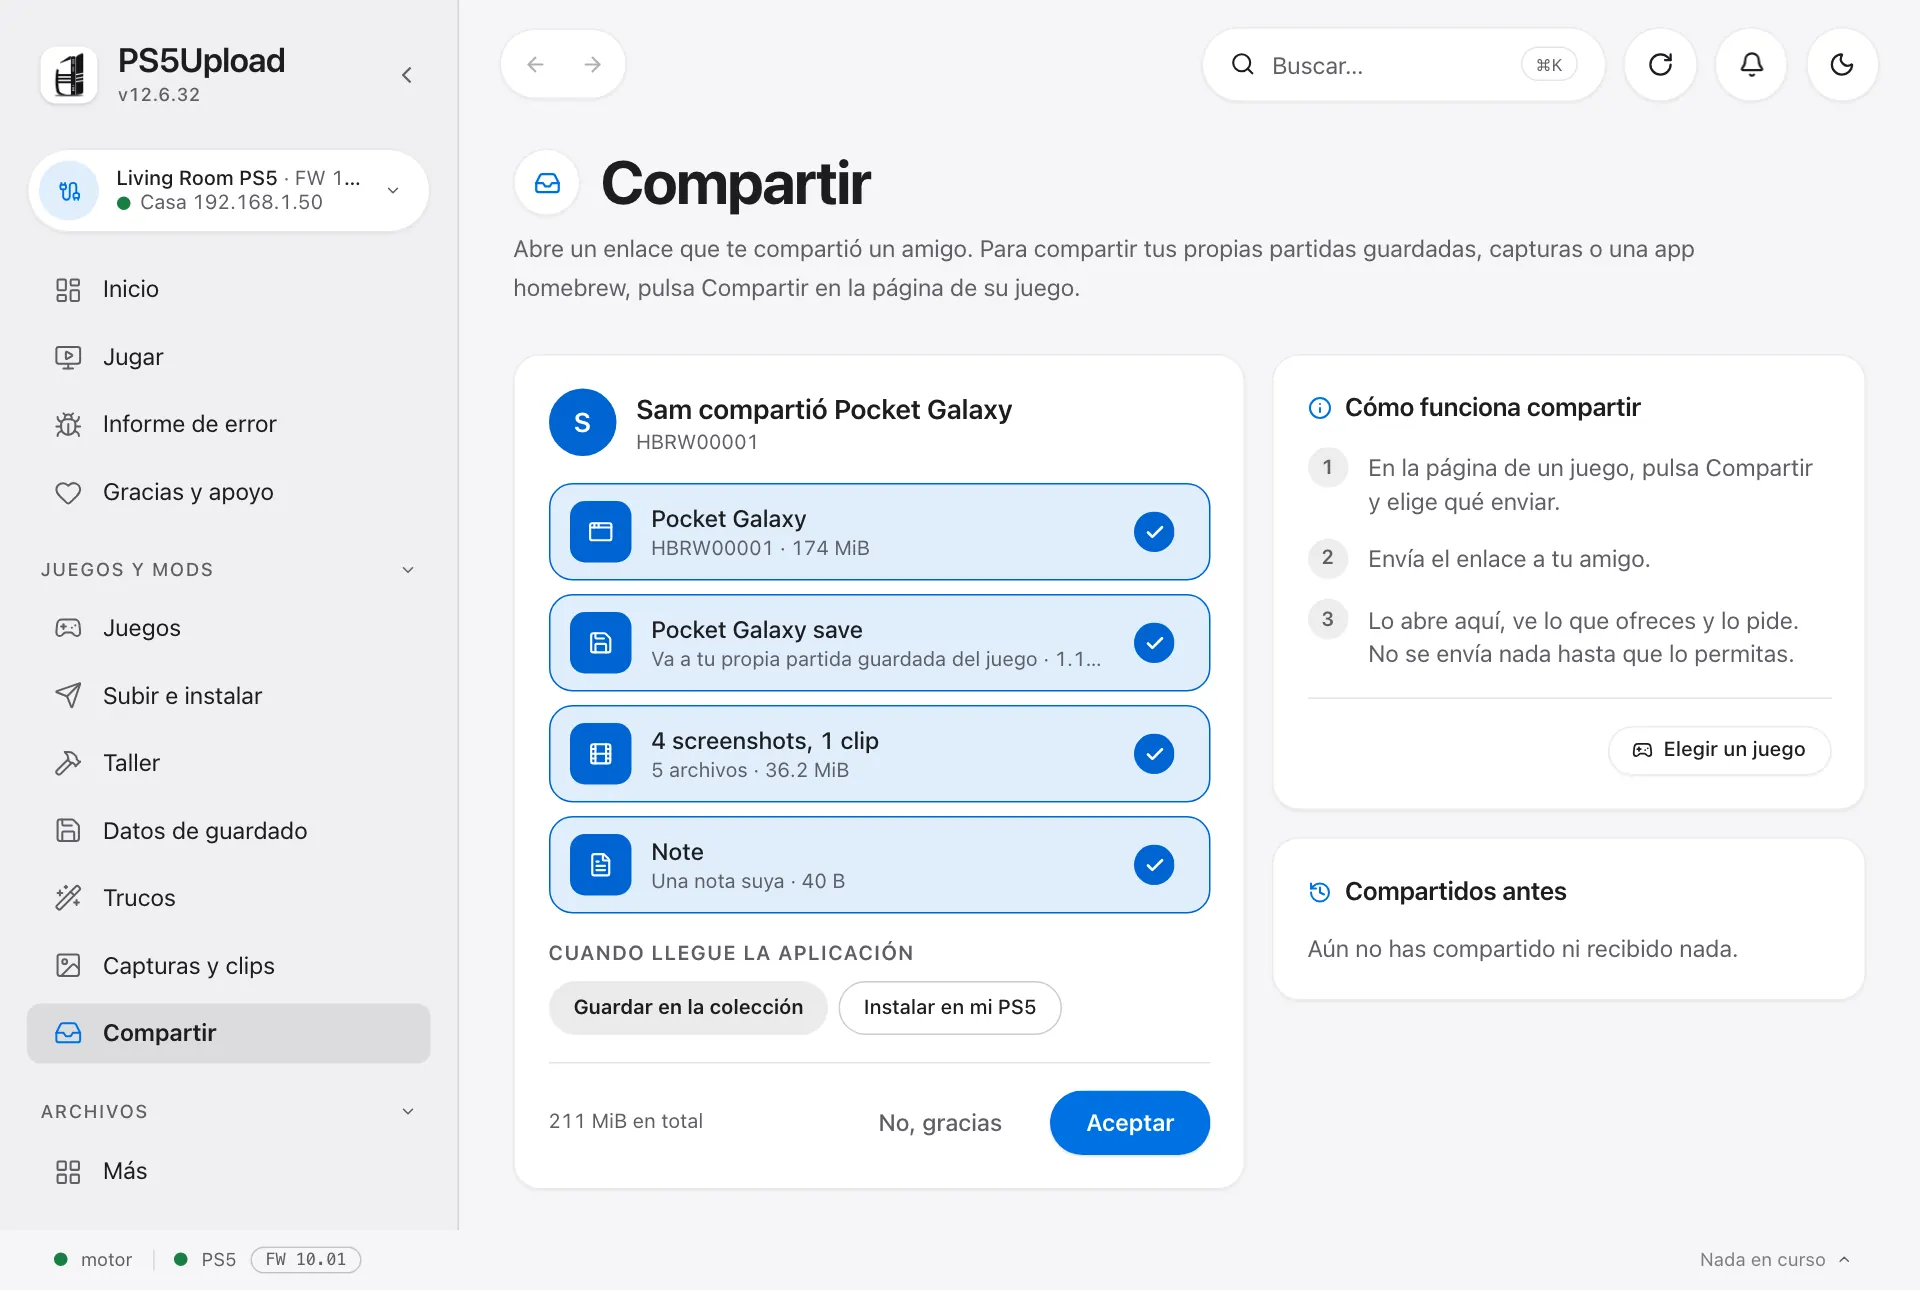 PS5Upload
v12.6.32
Living Room PS5 · FW 1...
Casa 192.168.1.50
Inicio
Jugar
Informe de error
Gracias y apoyo
JUEGOS Y MODS
Juegos
Subir e instalar
Taller
Datos de guardado
Trucos
Capturas y clips
Compartir
ARCHIVOS
Más
Buscar...
⌘K
Compartir
Abre un enlace que te compartió un amigo. Para compartir tus propias partidas guardadas, capturas o una app
homebrew, pulsa Compartir en la página de su juego.
S
Sam compartió Pocket Galaxy
HBRW00001
Pocket Galaxy
HBRW00001 · 174 MiB
Pocket Galaxy save
Va a tu propia partida guardada del juego · 1.1...
4 screenshots, 1 clip
5 archivos · 36.2 MiB
Note
Una nota suya · 40 B
CUANDO LLEGUE LA APLICACIÓN
Guardar en la colección
Instalar en mi PS5
211 MiB en total
No, gracias
Aceptar
Cómo funciona compartir
1
En la página de un juego, pulsa Compartir
y elige qué enviar.
2
Envía el enlace a tu amigo.
3
Lo abre aquí, ve lo que ofreces y lo pide.
No se envía nada hasta que lo permitas.
Elegir un juego
Compartidos antes
Aún no has compartido ni recibido nada.
motor
PS5
FW 10.01
Nada en curso